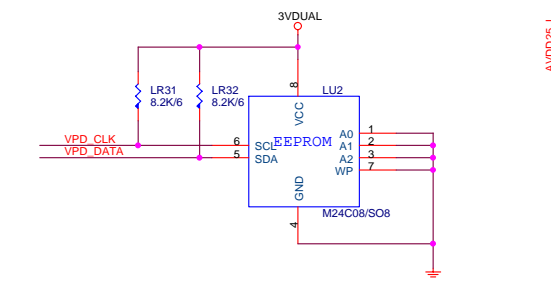 3VDUAL
AVDD25_L
LR31
8.2K/6
LR32
8.2K/6
LU2
8
VCC
VPD_CLK
VPD_DATA
6
5
SCL
SDA
EEPROM
A0
A1
A2
WP
1
2
3
7
GND
4
M24C08/SO8